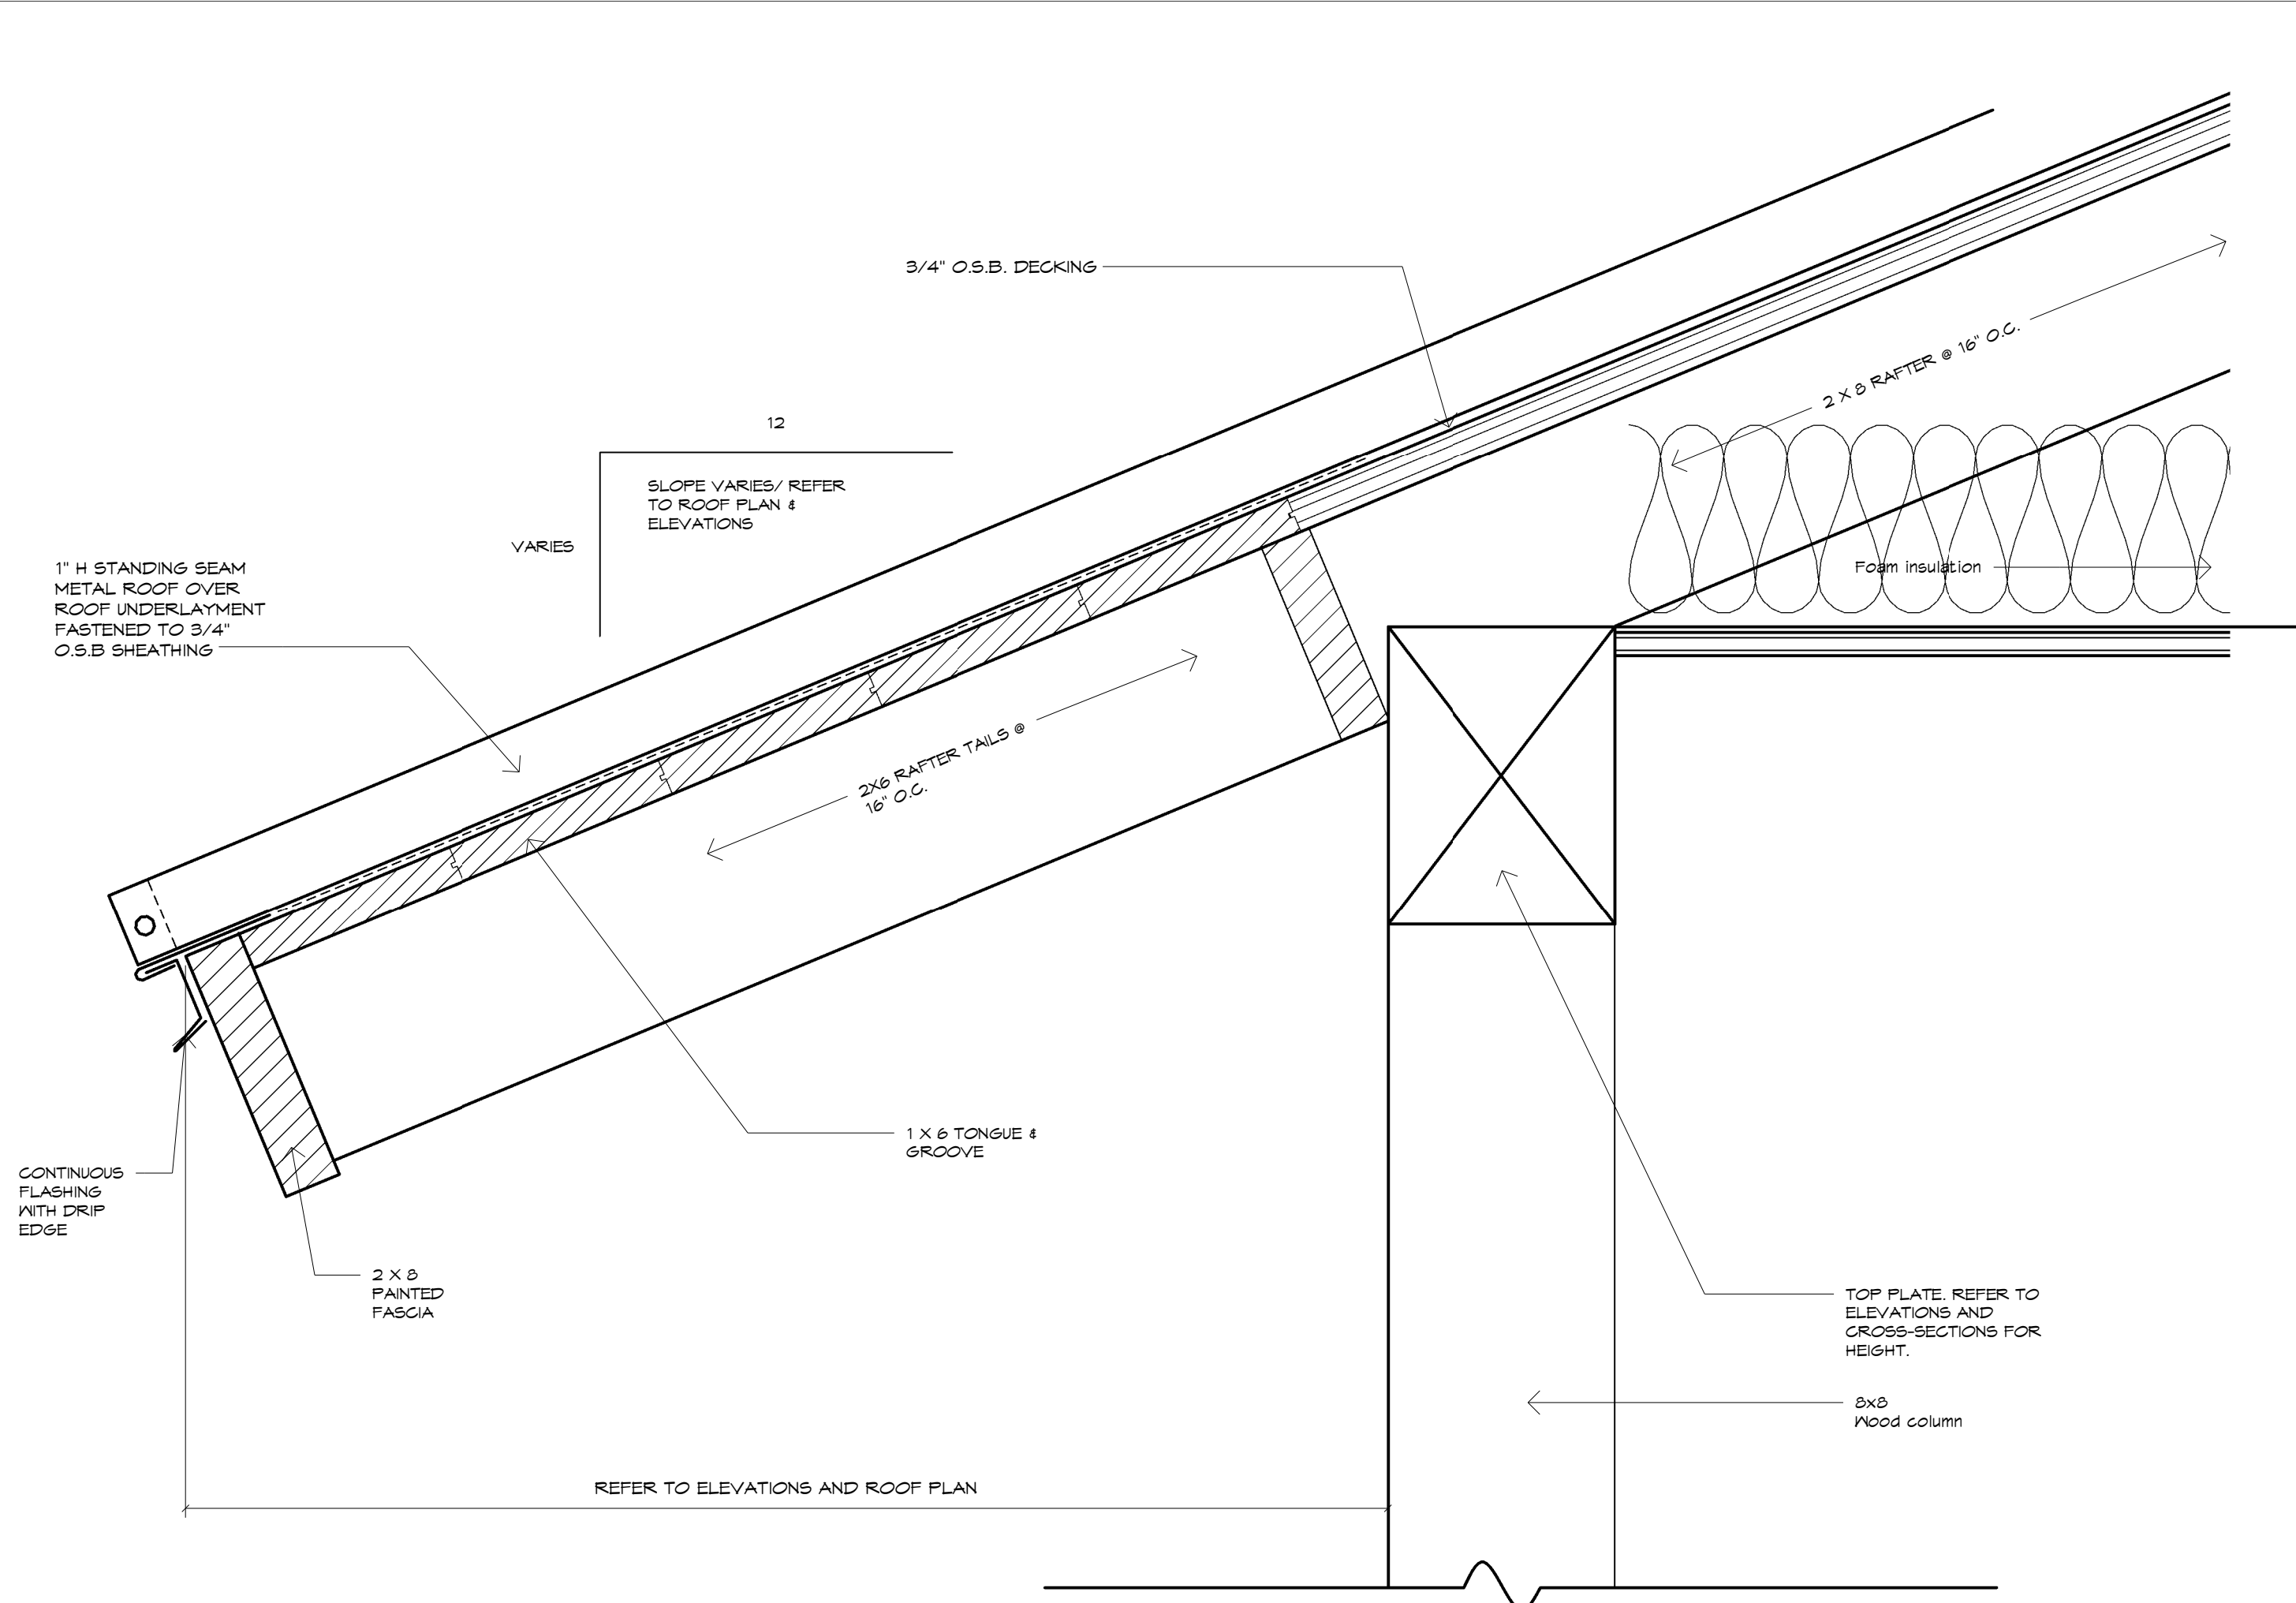 3/4" O.S.B. DECKING
2 X 8 RAFTER @ 16" O.C.
12
SLOPE VARIES/ REFER
TO ROOF PLAN &
ELEVATIONS
VARIES
1" H STANDING SEAM
METAL ROOF OVER
ROOF UNDERLAYMENT
FASTENED TO 3/4"
O.S.B SHEATHING
Foam insulation
2X6 RAFTER TAILS @
16" O.C.
1 X 6 TONGUE &
GROOVE
CONTINUOUS
FLASHING
WITH DRIP
EDGE
2 X 8
PAINTED
FASCIA
TOP PLATE. REFER TO
ELEVATIONS AND
CROSS-SECTIONS FOR
HEIGHT.
8x8
Wood column
REFER TO ELEVATIONS AND ROOF PLAN